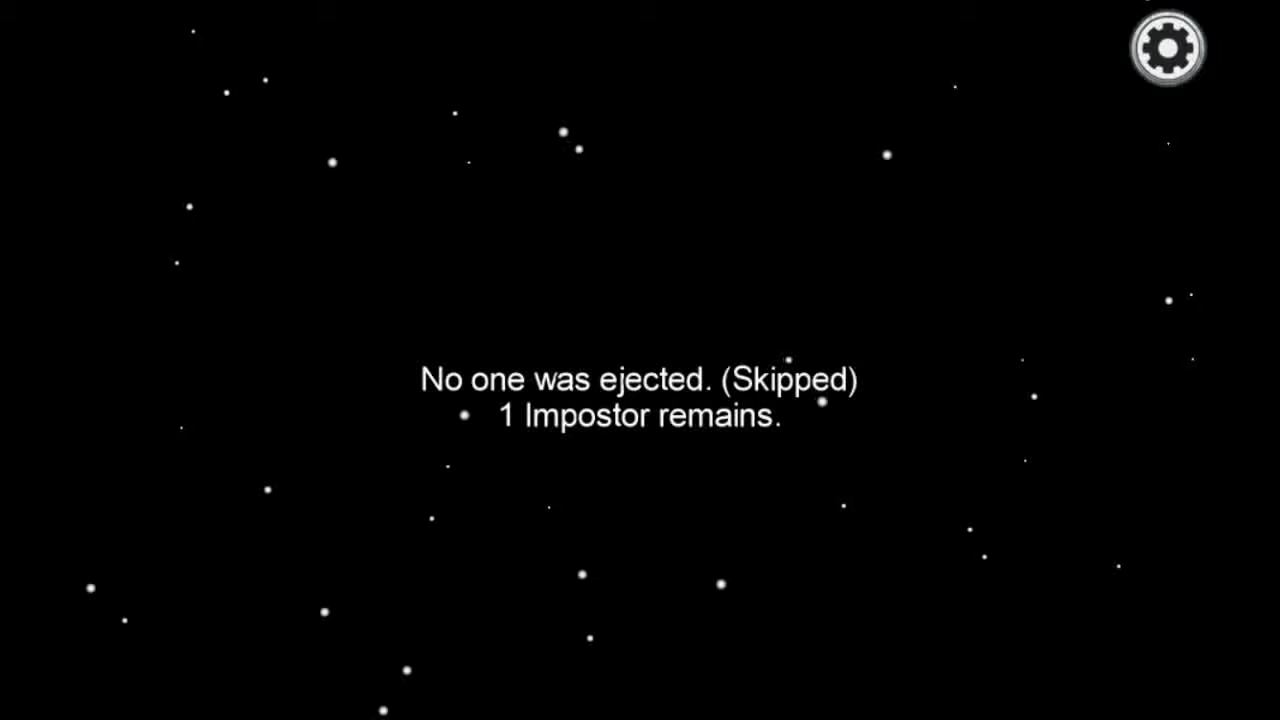 No one was ejected. (Skipped)
1 Impostor remains.